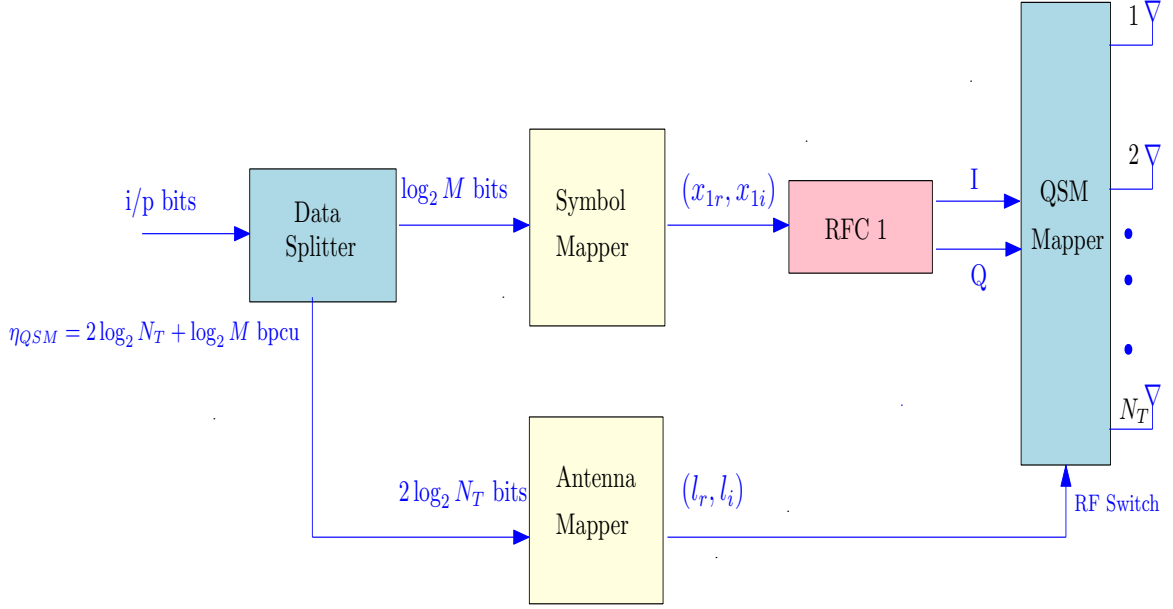 i/p bits
Data
Splitter
log₂ M bits
Symbol
Mapper
(x₁ᵣ, x₁ᵢ)
RFC 1
I
Q
QSM
Mapper
1
2
N_T
η_QSM = 2 log₂ N_T + log₂ M bpcu
2 log₂ N_T bits
Antenna
Mapper
(lᵣ, lᵢ)
RF Switch